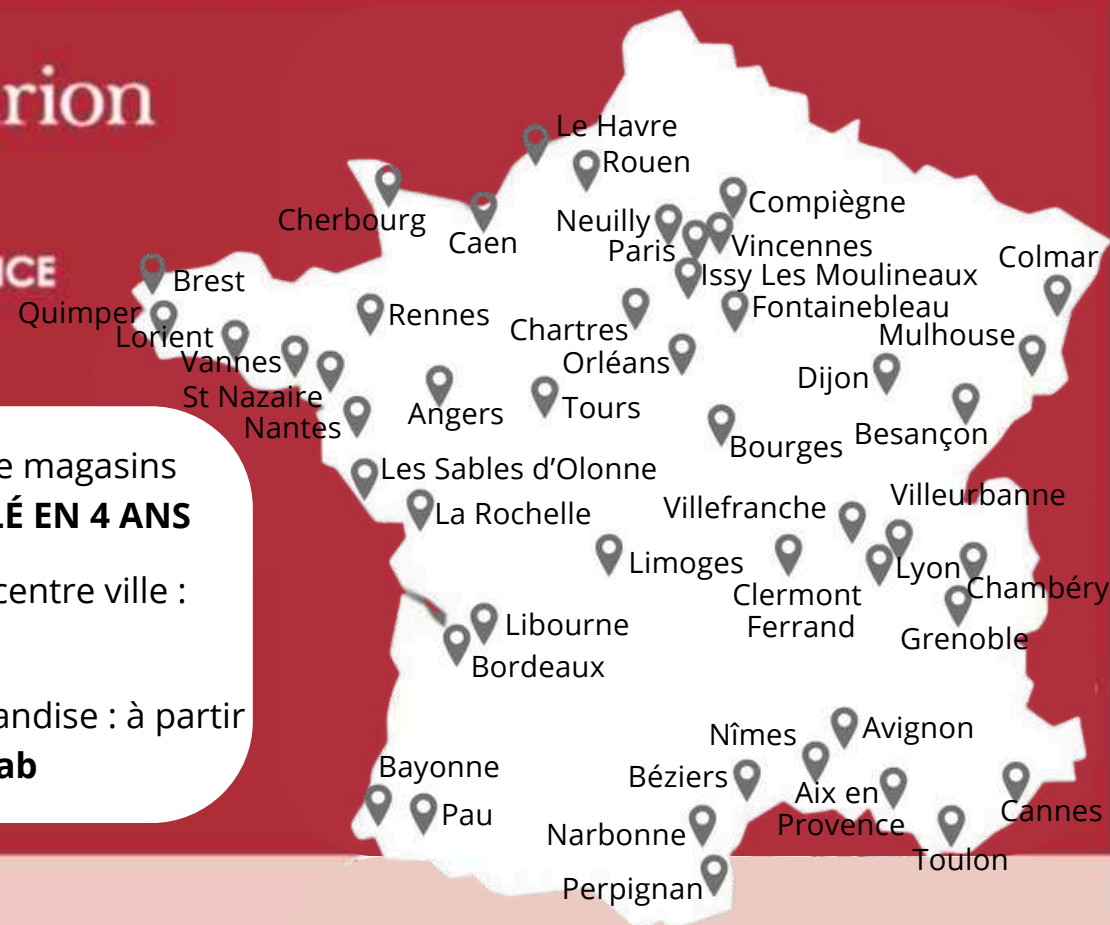 rion
ICE
e magasins
LÉ EN 4 ANS
centre ville :
andise : à partir
ab
Le Havre
Rouen
Cherbourg
Caen
Neuilly
Compiègne
Paris
Vincennes
Colmar
Brest
Issy Les Moulineaux
Quimper
Rennes
Fontainebleau
Lorient
Chartres
Mulhouse
Vannes
Orléans
Dijon
St Nazaire
Angers
Tours
Nantes
Bourges
Besançon
Les Sables d’Olonne
La Rochelle
Villefranche
Villeurbanne
Limoges
Lyon
Clermont
Ferrand
Chambéry
Grenoble
Libourne
Bordeaux
Nîmes
Avignon
Bayonne
Béziers
Aix en
Provence
Cannes
Pau
Narbonne
Toulon
Perpignan